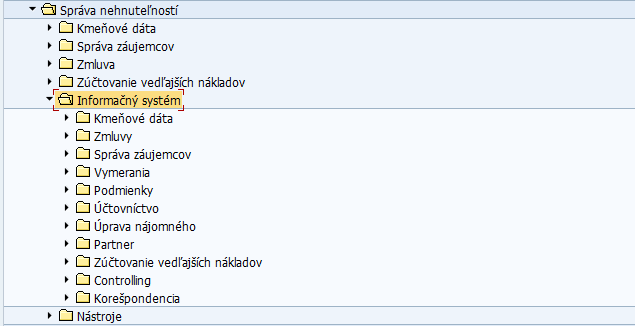 Správa nehnuteľností
Kmeňové dáta
Správa záujemcov
Zmluva
Zúčtovanie vedľajších nákladov
Informačný systém
Kmeňové dáta
Zmluvy
Správa záujemcov
Vymerania
Podmienky
Účtovníctvo
Úprava nájomného
Partner
Zúčtovanie vedľajších nákladov
Controlling
Korešpondencia
Nástroje